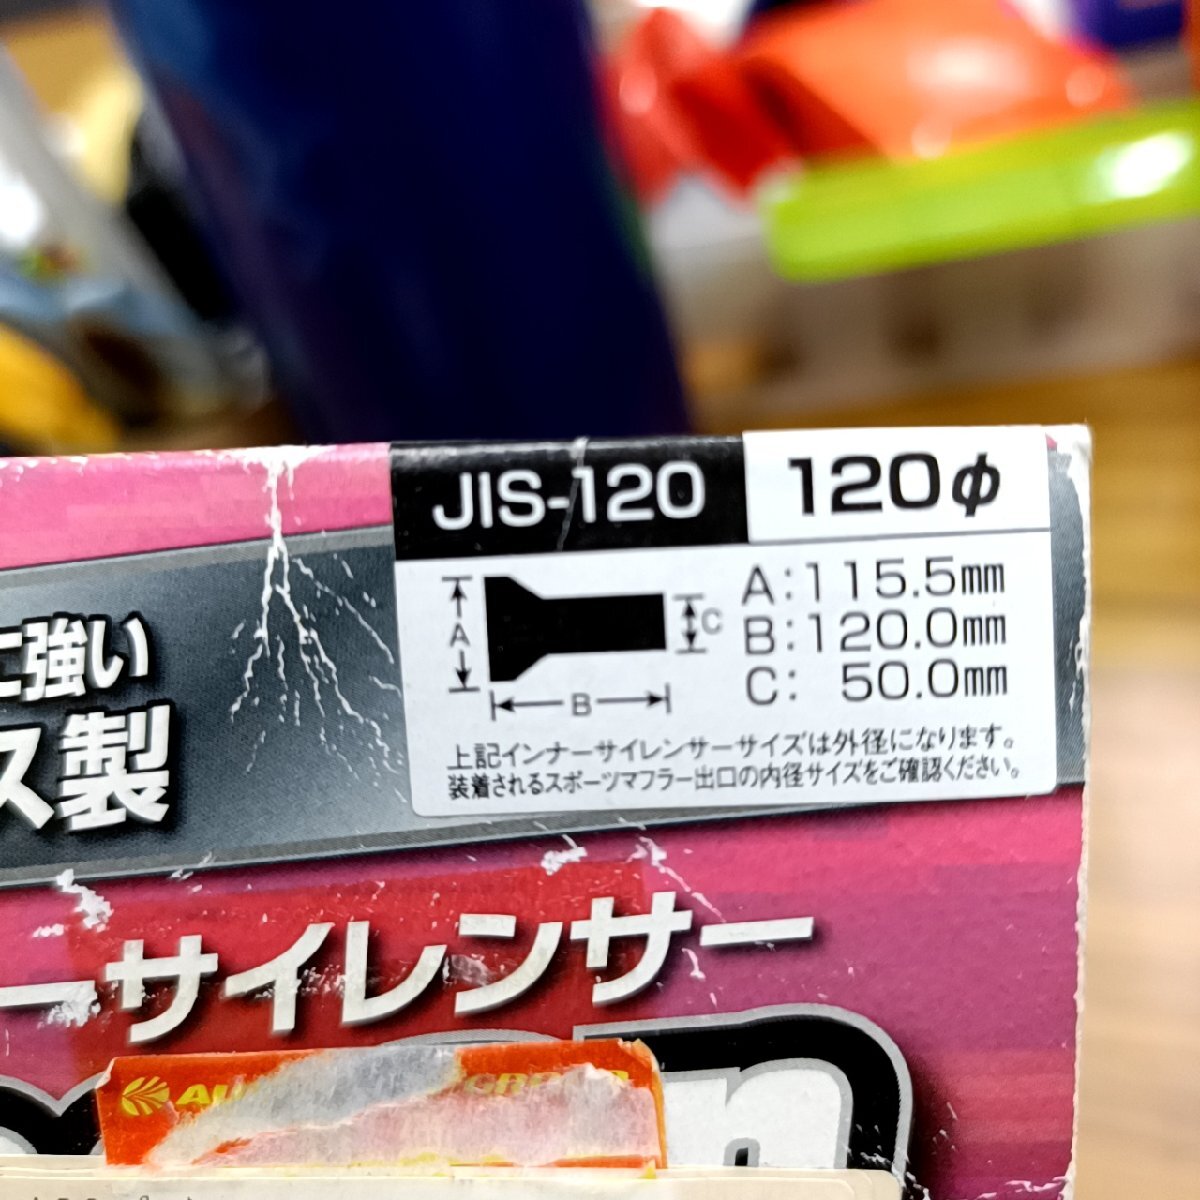 JIS-120 120φ
A:115.5mm
B:120.0mm
C: 50.0mm
A
B
C
上記インナーサイレンサーサイズは外径になります。
装着されるスポーツマフラー出口の内径サイズをご確認ください。
に強い
ス製
ーサイレンサー